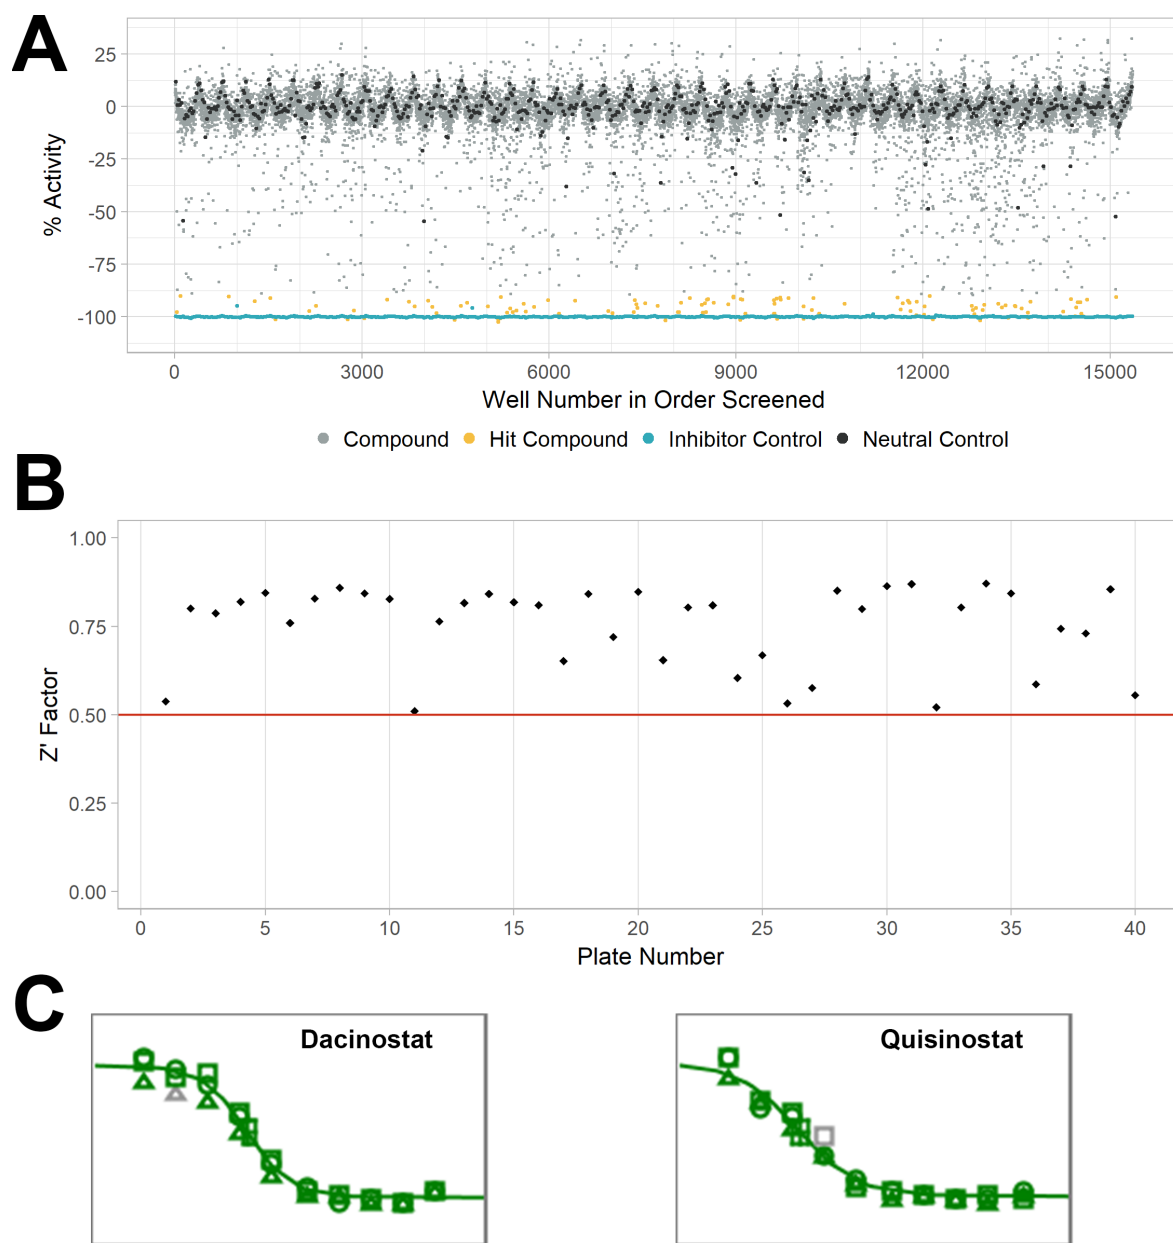 A
% Activity
25
0
-25
-50
-75
-100
0 3000 6000 9000 12000 15000
Well Number in Order Screened
Compound Hit Compound Inhibitor Control Neutral Control
B
Z' Factor
1.00
0.75
0.50
0.25
0.00
0 5 10 15 20 25 30 35 40
Plate Number
C
Dacinostat
Quisinostat